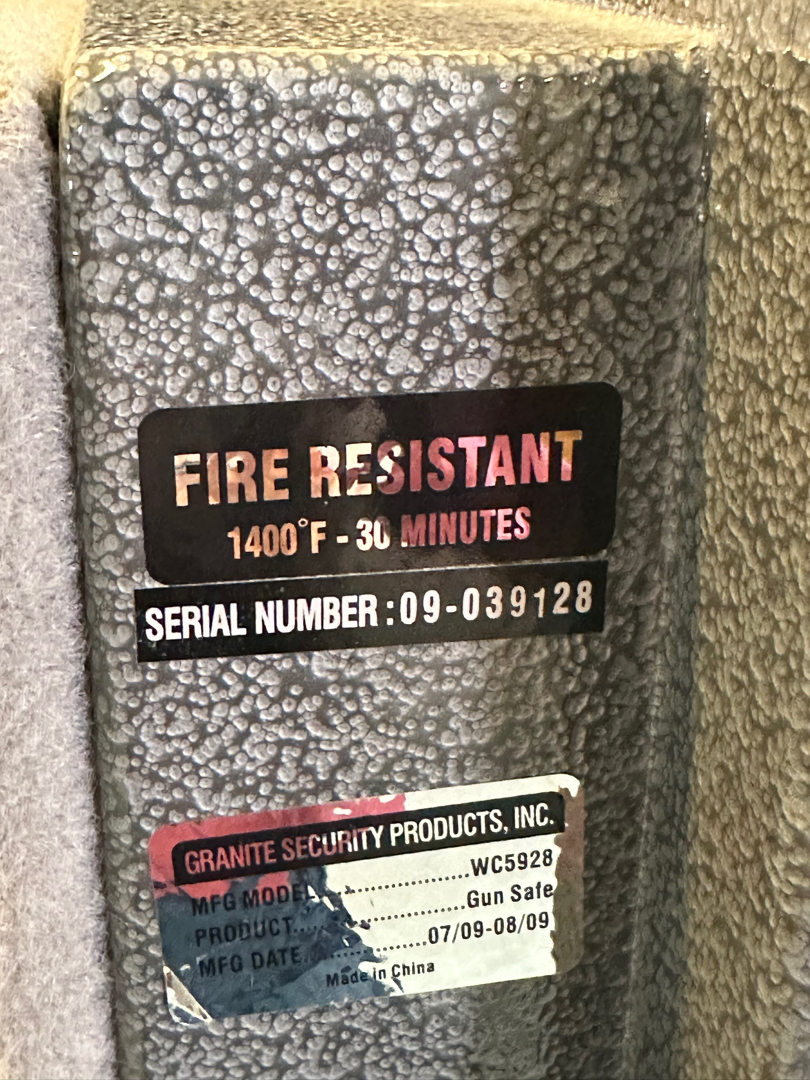 FIRE RESISTANT
1400°F - 30 MINUTES
SERIAL NUMBER:09-039128
GRANITE SECURITY PRODUCTS, INC.
MFG MODEL....................WC5928
PRODUCT.......................Gun Safe
MFG DATE....................07/09-08/09
Made in China